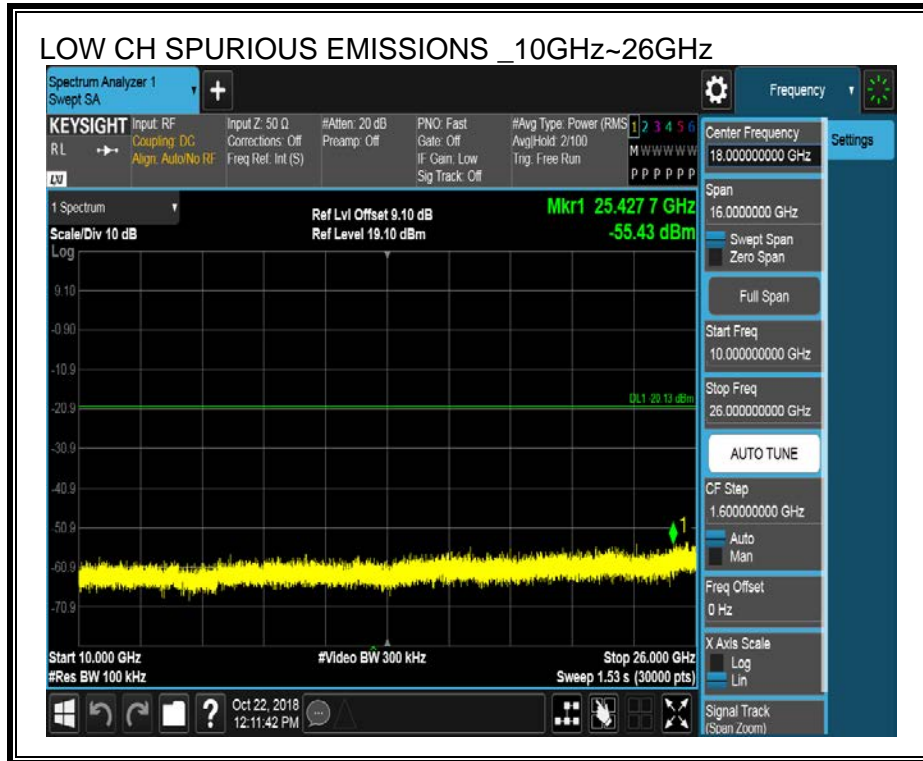 LOW CH SPURIOUS EMISSIONS _10GHz~26GHz
Spectrum Analyzer 1
Swept SA
+
Frequency
KEYSIGHT
RL
LXI
Input: RF
Coupling: DC
Align: Auto/No RF
Input Z: 50 Ω
Corrections: Off
Freq Ref: Int (S)
#Atten: 20 dB
Preamp: Off
PNO: Fast
Gate: Off
IF Gain: Low
Sig Track: Off
#Avg Type: Power (RMS
Avg|Hold: 2/100
Trig: Free Run
1 2 3 4 5 6
M W W W W W
P P P P P P
Center Frequency
18.00000000 GHz
Settings
1 Spectrum
Scale/Div 10 dB
Log
Ref Lvl Offset 9.10 dB
Ref Level 19.10 dBm
Mkr1 25.427 7 GHz
-55.43 dBm
Span
16.0000000 GHz
Swept Span
Zero Span
Full Span
Start Freq
10.000000000 GHz
Stop Freq
26.000000000 GHz
AUTO TUNE
CF Step
1.600000000 GHz
Auto
Man
Freq Offset
0 Hz
X Axis Scale
Log
Lin
Signal Track
(Span Zoom)
9.10
-0.90
-10.9
-20.9
-30.9
-40.9
-50.9
-60.9
-70.9
DL1 -20.13 dBm
1
Start 10.000 GHz
#Res BW 100 kHz
#Video BW 300 kHz
Stop 26.000 GHz
Sweep 1.53 s (30000 pts)
?
Oct 22, 2018
12:11:42 PM